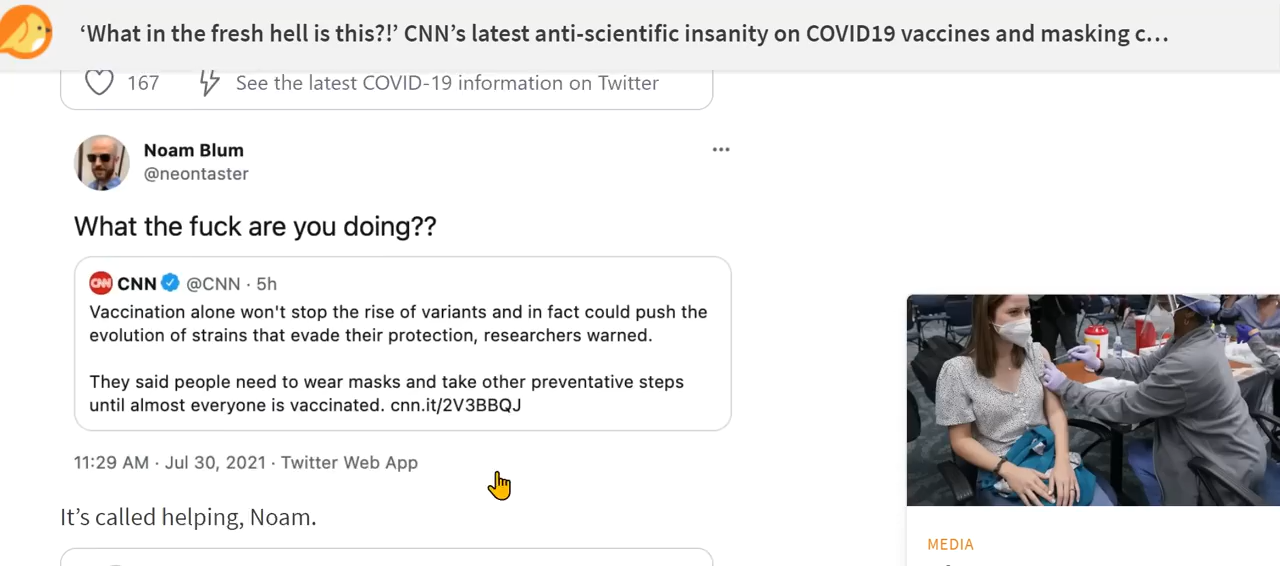 ‘What in the fresh hell is this?!’ CNN’s latest anti-scientific insanity on COVID19 vaccines and masking c…
167 See the latest COVID-19 information on Twitter
Noam Blum
@neontaster
What the fuck are you doing??
CNN CNN @CNN · 5h
Vaccination alone won't stop the rise of variants and in fact could push the
evolution of strains that evade their protection, researchers warned.
They said people need to wear masks and take other preventative steps
until almost everyone is vaccinated. cnn.it/2V3BBQJ
11:29 AM · Jul 30, 2021 · Twitter Web App
It’s called helping, Noam.
MEDIA